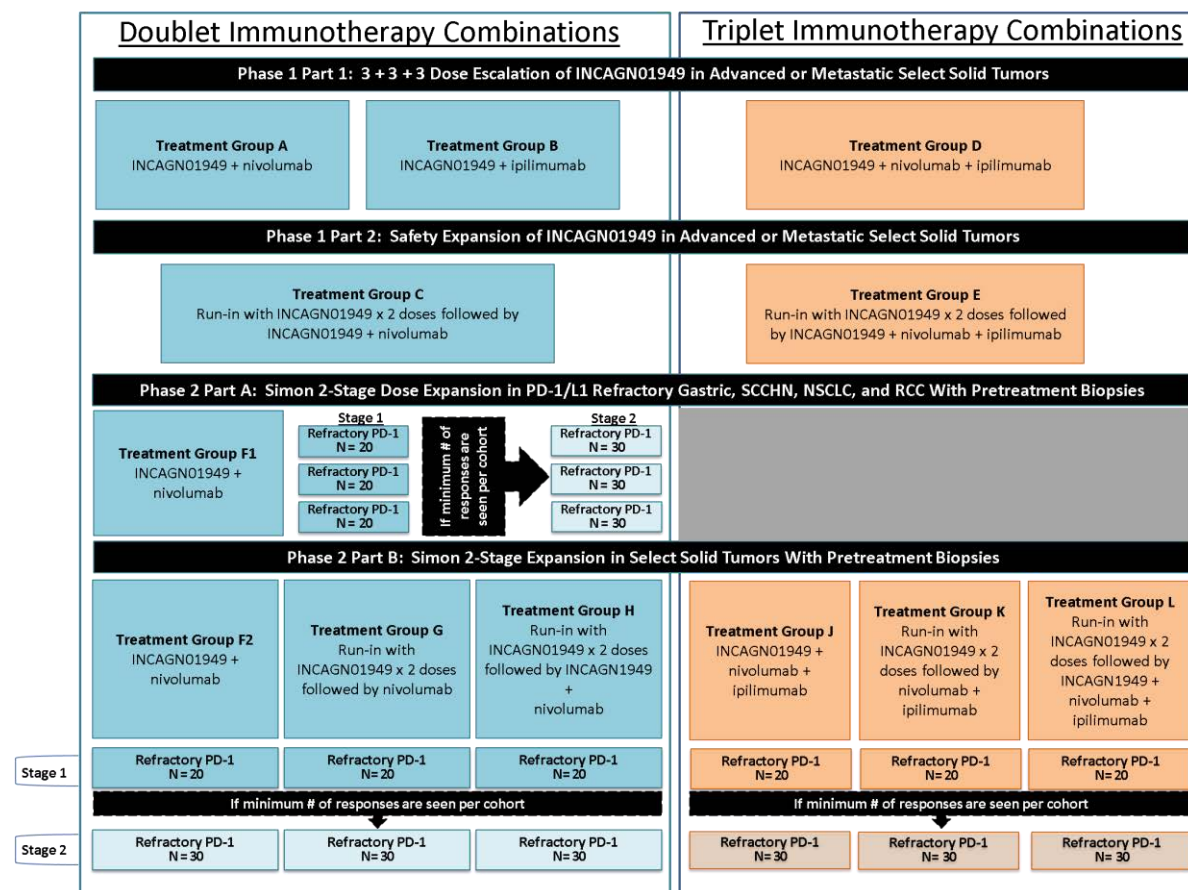 Doublet Immunotherapy Combinations
Triplet Immunotherapy Combinations
Phase 1 Part 1: 3 + 3 + 3 Dose Escalation of INCAGN01949 in Advanced or Metastatic Select Solid Tumors
Treatment Group A
INCAGN01949 + nivolumab
Treatment Group B
INCAGN01949 + ipilimumab
Treatment Group D
INCAGN01949 + nivolumab + ipilimumab
Phase 1 Part 2: Safety Expansion of INCAGN01949 in Advanced or Metastatic Select Solid Tumors
Treatment Group C
Run-in with INCAGN01949 x 2 doses followed by
INCAGN01949 + nivolumab
Treatment Group E
Run-in with INCAGN01949 x 2 doses followed
by INCAGN01949 + nivolumab + ipilimumab
Phase 2 Part A: Simon 2-Stage Dose Expansion in PD-1/L1 Refractory Gastric, SCCHN, NSCLC, and RCC With Pretreatment Biopsies
Treatment Group F1
INCAGN01949 +
nivolumab
Stage 1
Refractory PD-1
N = 20
Refractory PD-1
N = 20
Refractory PD-1
N = 20
If minimum # of
responses are
seen per cohort
Stage 2
Refractory PD-1
N = 30
Refractory PD-1
N = 30
Refractory PD-1
N = 30
Phase 2 Part B: Simon 2-Stage Expansion in Select Solid Tumors With Pretreatment Biopsies
Treatment Group F2
INCAGN01949 +
nivolumab
Treatment Group G
Run-in with
INCAGN01949 x 2 doses
followed by nivolumab
Treatment Group H
Run-in with
INCAGN01949 x 2 doses
followed by INCAGN1949
+
nivolumab
Treatment Group J
INCAGN01949 +
nivolumab +
ipilimumab
Treatment Group K
Run-in with
INCAGN01949 x 2
doses followed by
nivolumab +
ipilimumab
Treatment Group L
Run-in with
INCAGN01949 x 2
doses followed by
INCAGN1949 +
nivolumab +
ipilimumab
Stage 1
Refractory PD-1
N = 20
Refractory PD-1
N = 20
Refractory PD-1
N = 20
Refractory PD-1
N = 20
Refractory PD-1
N = 20
Refractory PD-1
N = 20
If minimum # of responses are seen per cohort
If minimum # of responses are seen per cohort
Stage 2
Refractory PD-1
N = 30
Refractory PD-1
N = 30
Refractory PD-1
N = 30
Refractory PD-1
N = 30
Refractory PD-1
N = 30
Refractory PD-1
N = 30